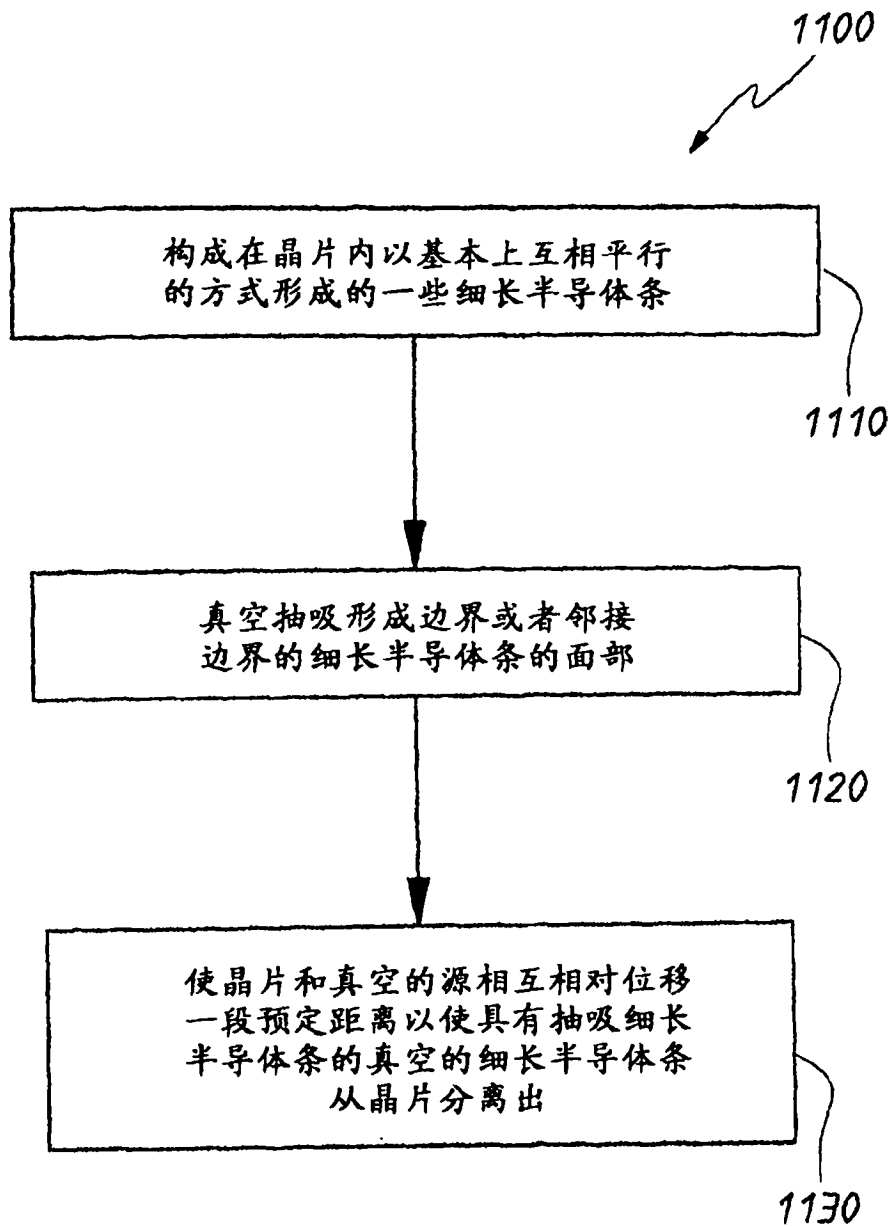 1100
构成在晶片内以基本上互相平行
的方式形成的一些细长半导体条
1110
真空抽吸形成边界或者邻接
边界的细长半导体条的面部
1120
使晶片和真空的源相互相对位移
一段预定距离以使具有抽吸细长
半导体条的真空的细长半导体条
从晶片分离出
1130